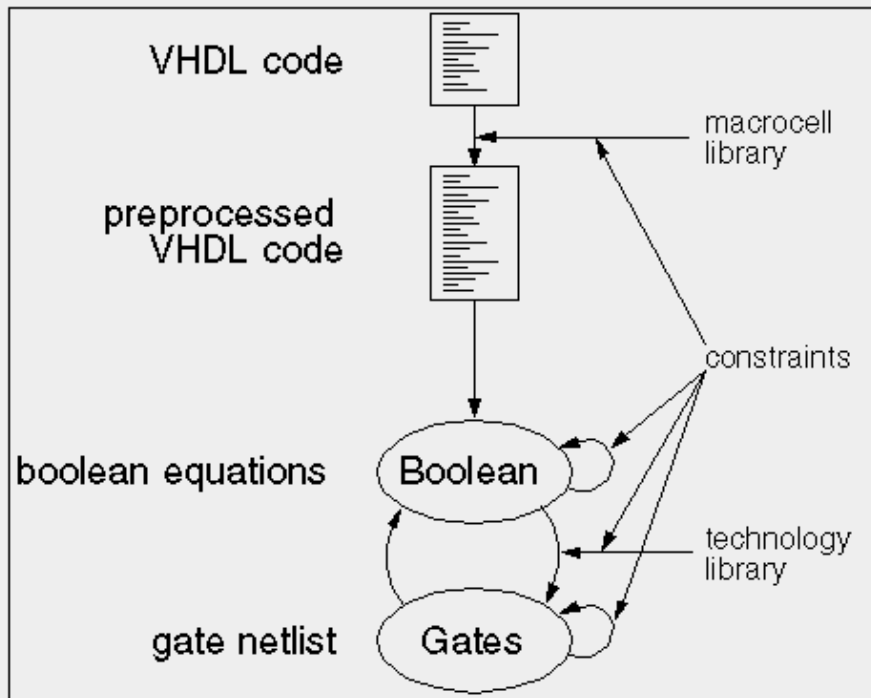 VHDL code
macrocell
library
preprocessed
VHDL code
constraints
boolean equations
Boolean
technology
library
gate netlist
Gates